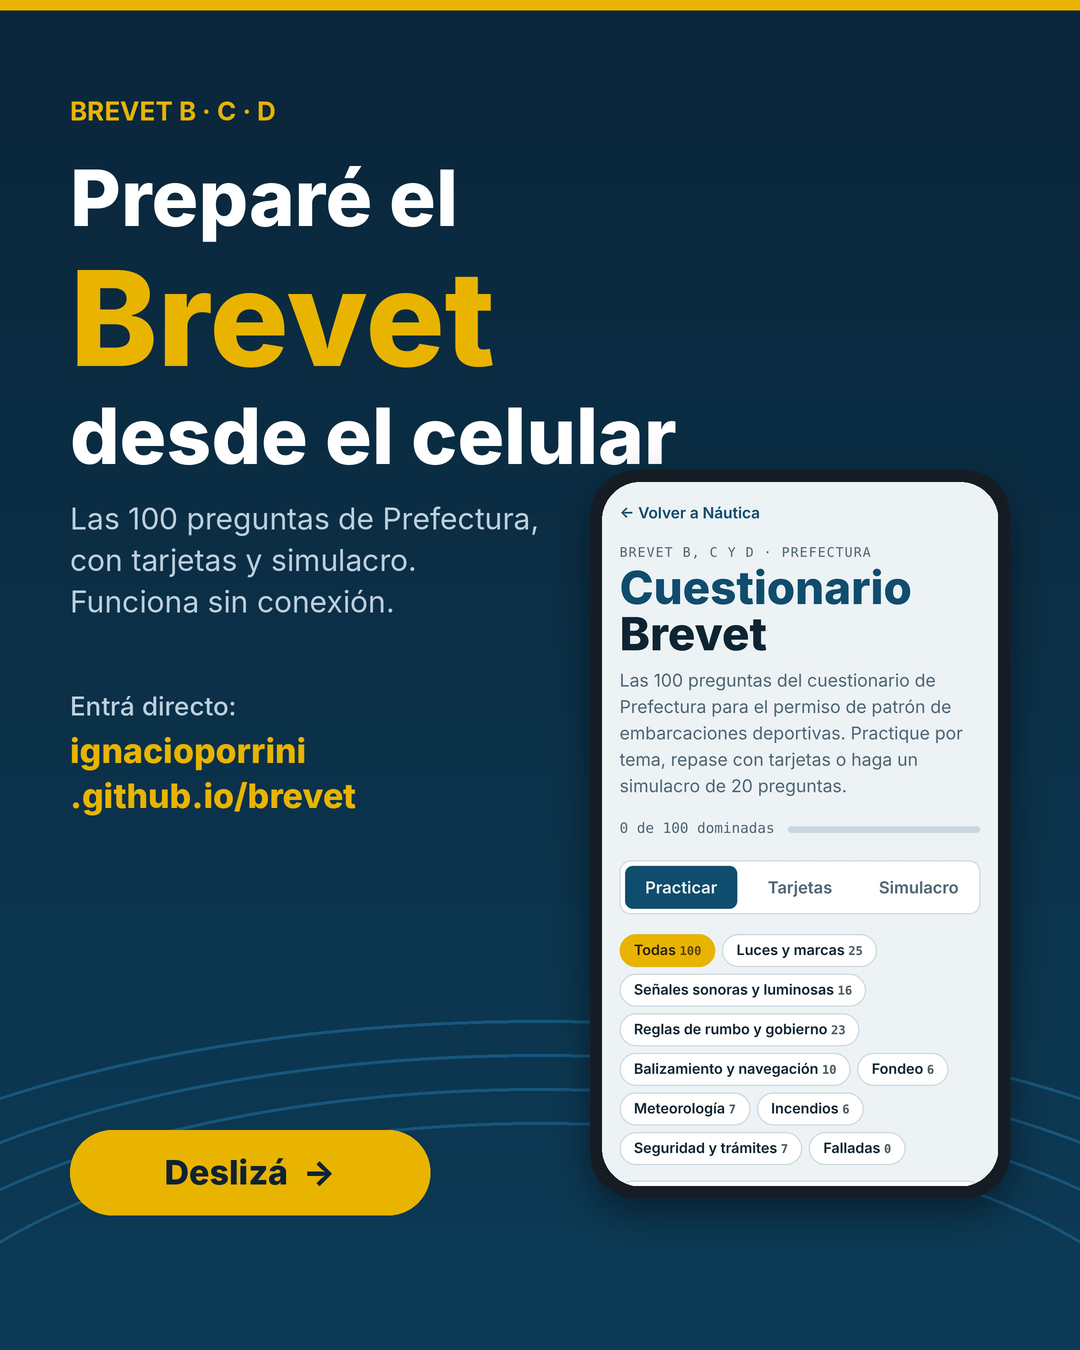 BREVET B · C · D
Preparé el
Brevet
desde el celular
Las 100 preguntas de Prefectura,
con tarjetas y simulacro.
Funciona sin conexión.
Entrá directo:
ignacioporrini
.github.io/brevet
Deslizá →
← Volver a Náutica
BREVET B, C Y D · PREFECTURA
Cuestionario
Brevet
Las 100 preguntas del cuestionario de
Prefectura para el permiso de patrón de
embarcaciones deportivas. Practique por
tema, repase con tarjetas o haga un
simulacro de 20 preguntas.
0 de 100 dominadas
Practicar Tarjetas Simulacro
Todas 100 Luces y marcas 25
Señales sonoras y luminosas 16
Reglas de rumbo y gobierno 23
Balizamiento y navegación 10 Fondeo 6
Meteorología 7 Incendios 6
Seguridad y trámites 7 Falladas 0